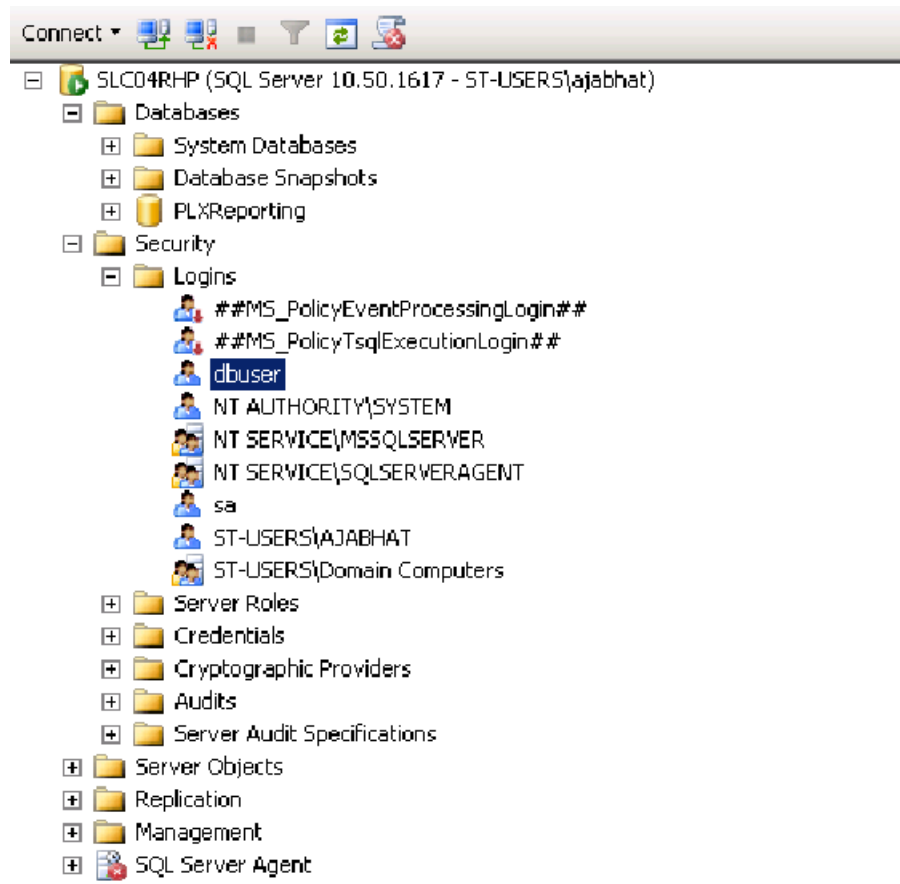 Connect
SLC04RHP (SQL Server 10.50.1617 - ST-USERS\ajabhat)
Databases
System Databases
Database Snapshots
PLXReporting
Security
Logins
##MS_PolicyEventProcessingLogin##
##MS_PolicyTsqlExecutionLogin##
dbuser
NT AUTHORITY\SYSTEM
NT SERVICE\MSSQLSERVER
NT SERVICE\SQLSERVERAGENT
sa
ST-USERS\AJABHAT
ST-USERS\Domain Computers
Server Roles
Credentials
Cryptographic Providers
Audits
Server Audit Specifications
Server Objects
Replication
Management
SQL Server Agent